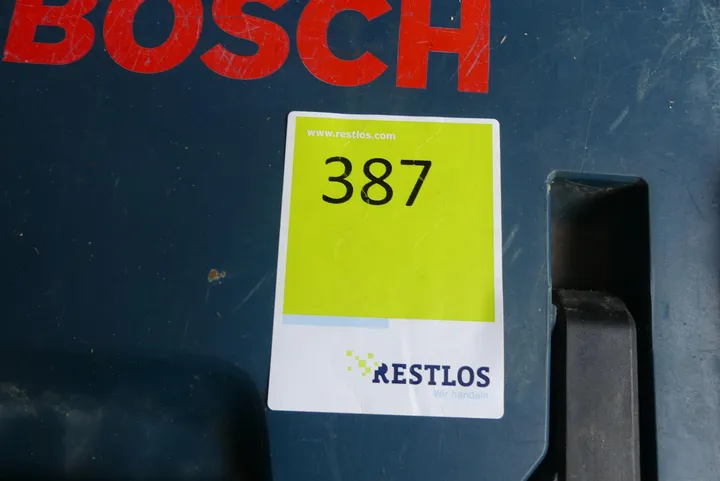 BOSCH
www.restlos.com
387
RESTLOS
Wir handeln